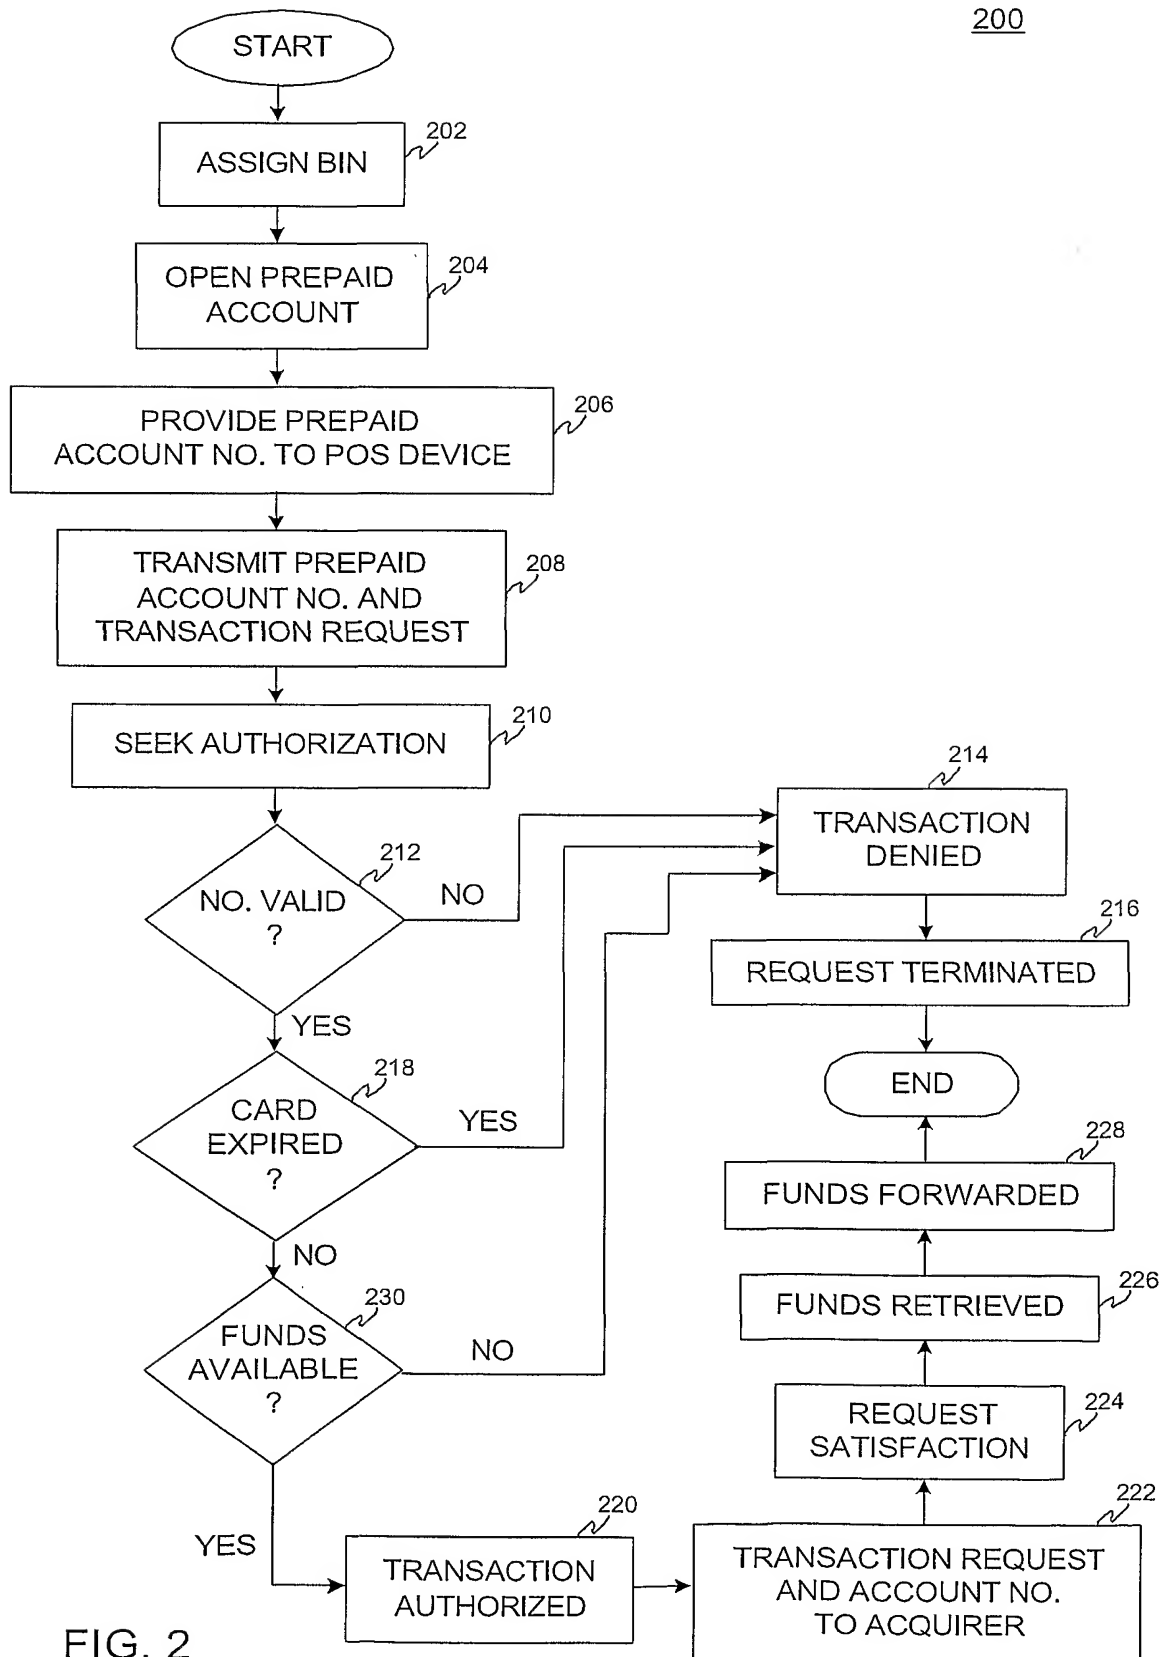 200
START
202
ASSIGN BIN
204
OPEN PREPAID
ACCOUNT
206
PROVIDE PREPAID
ACCOUNT NO. TO POS DEVICE
208
TRANSMIT PREPAID
ACCOUNT NO. AND
TRANSACTION REQUEST
210
SEEK AUTHORIZATION
212
NO. VALID
?
NO
YES
214
TRANSACTION
DENIED
216
REQUEST TERMINATED
END
218
CARD
EXPIRED
?
YES
NO
230
FUNDS
AVAILABLE
?
NO
YES
220
TRANSACTION
AUTHORIZED
222
TRANSACTION REQUEST
AND ACCOUNT NO.
TO ACQUIRER
224
REQUEST
SATISFACTION
226
FUNDS RETRIEVED
228
FUNDS FORWARDED
FIG. 2